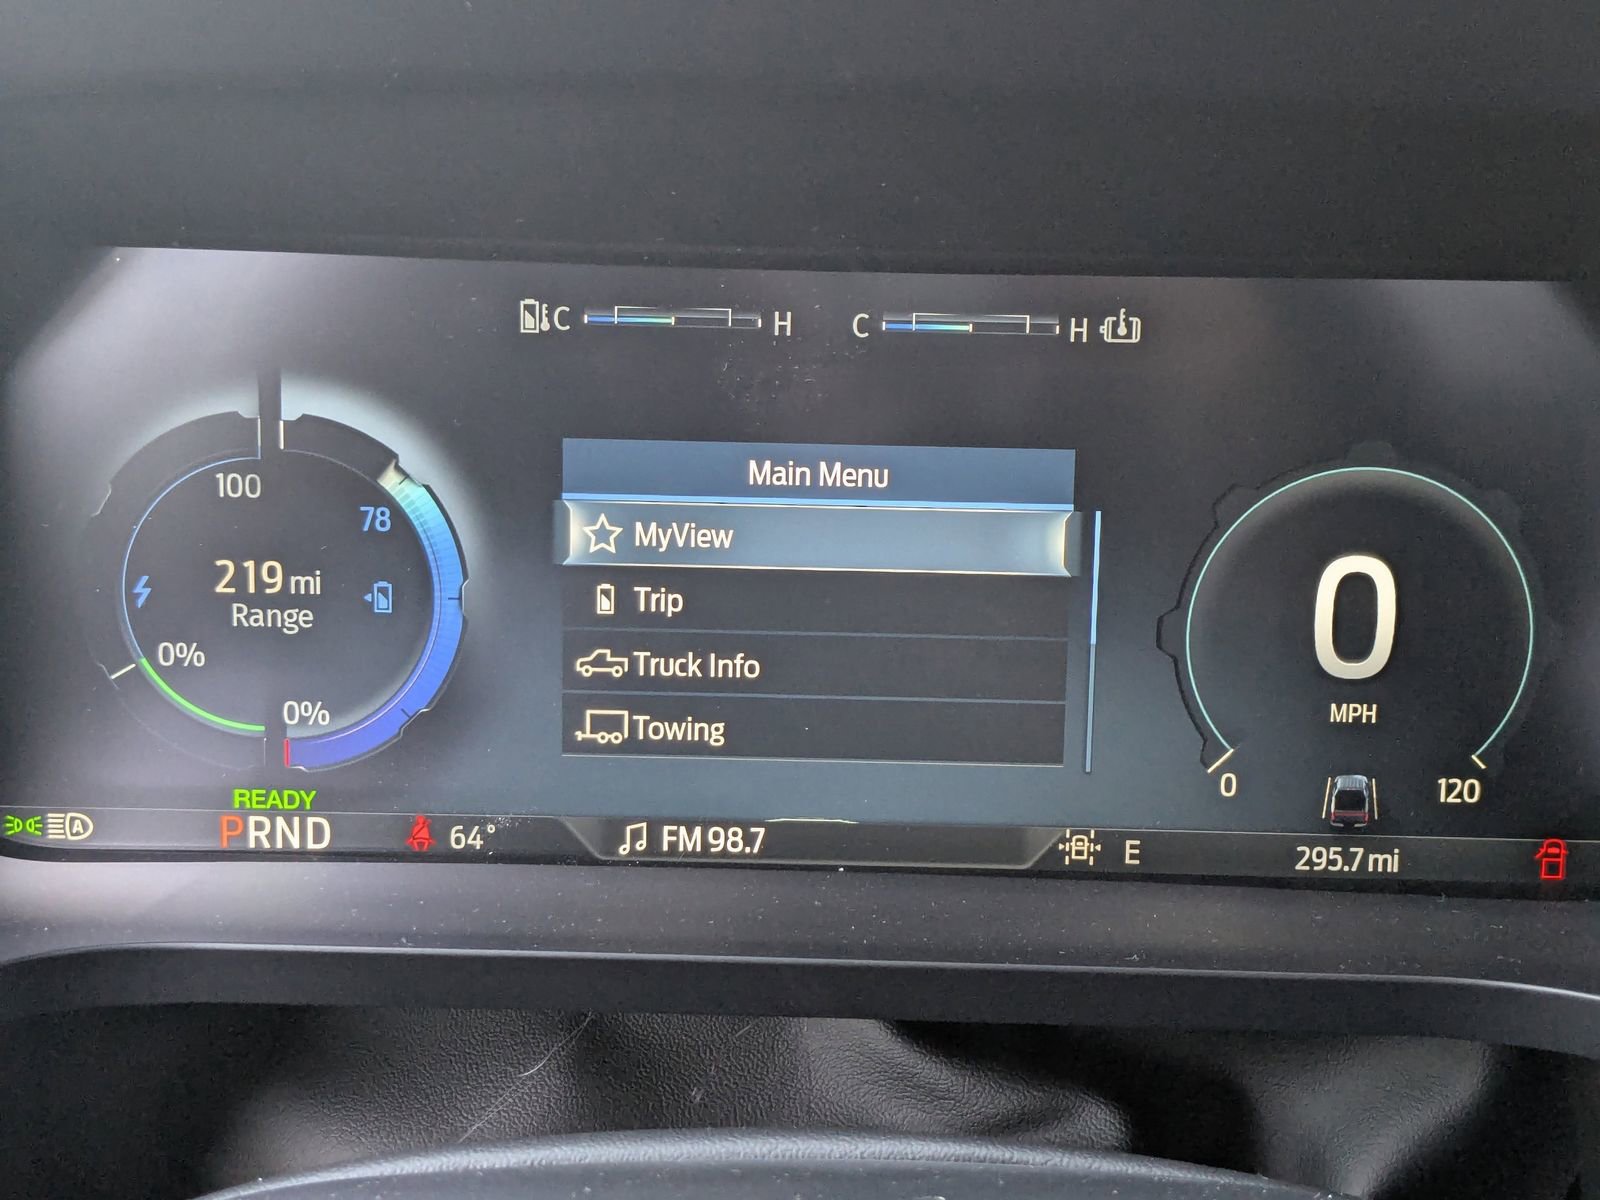 C H
C H
100
78
219 mi
Range
0%
0%
Main Menu
MyView
Trip
Truck Info
Towing
0
MPH
0
120
READY
A
PRND
64°
FM 98.7
E
295.7 mi